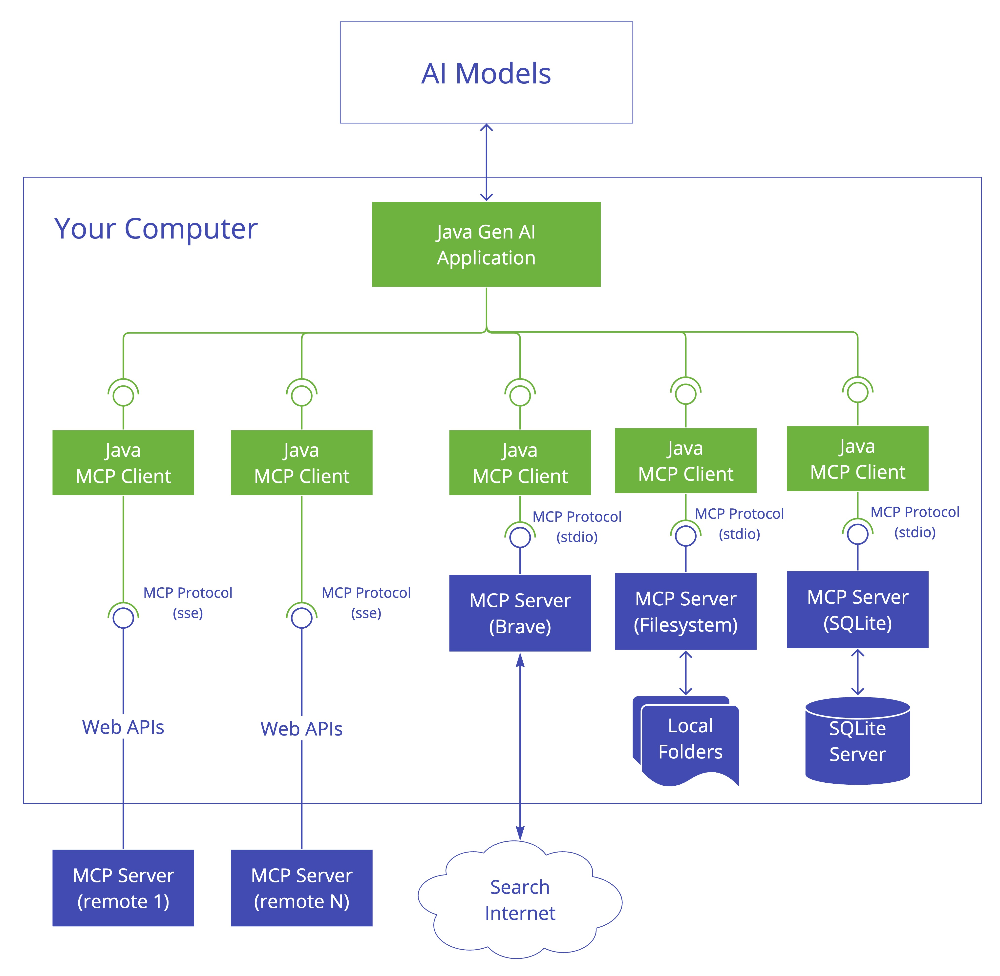 AI Models
Your Computer
Java Gen AI
Application
Java
MCP Client
Java
MCP Client
Java
MCP Client
Java
MCP Client
Java
MCP Client
MCP Protocol
(stdio)
MCP Protocol
(stdio)
MCP Protocol
(stdio)
MCP Protocol
(sse)
MCP Protocol
(sse)
MCP Server
(Brave)
MCP Server
(Filesystem)
MCP Server
(SQLite)
Web APIs
Web APIs
Local
Folders
SQLite
Server
MCP Server
(remote 1)
MCP Server
(remote N)
Search
Internet